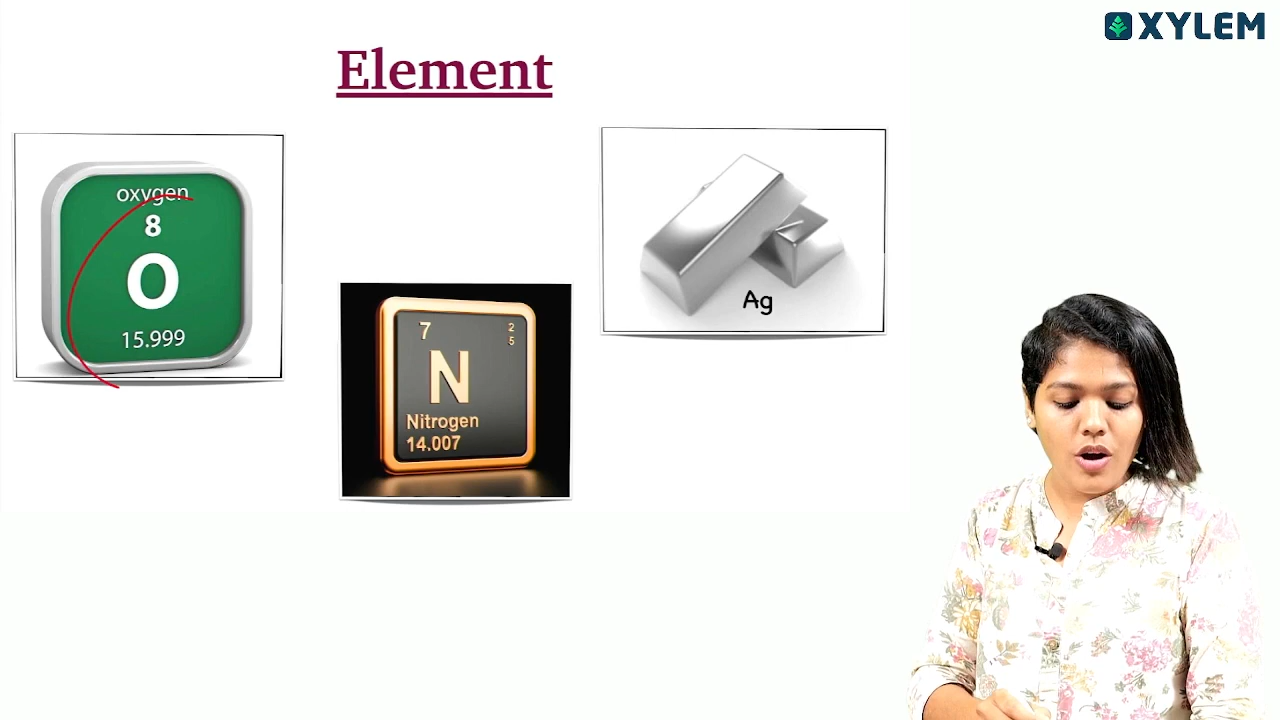 XYLEM
Element
oxygen
8
O
15.999
7
2
5
N
Nitrogen
14.007
Ag